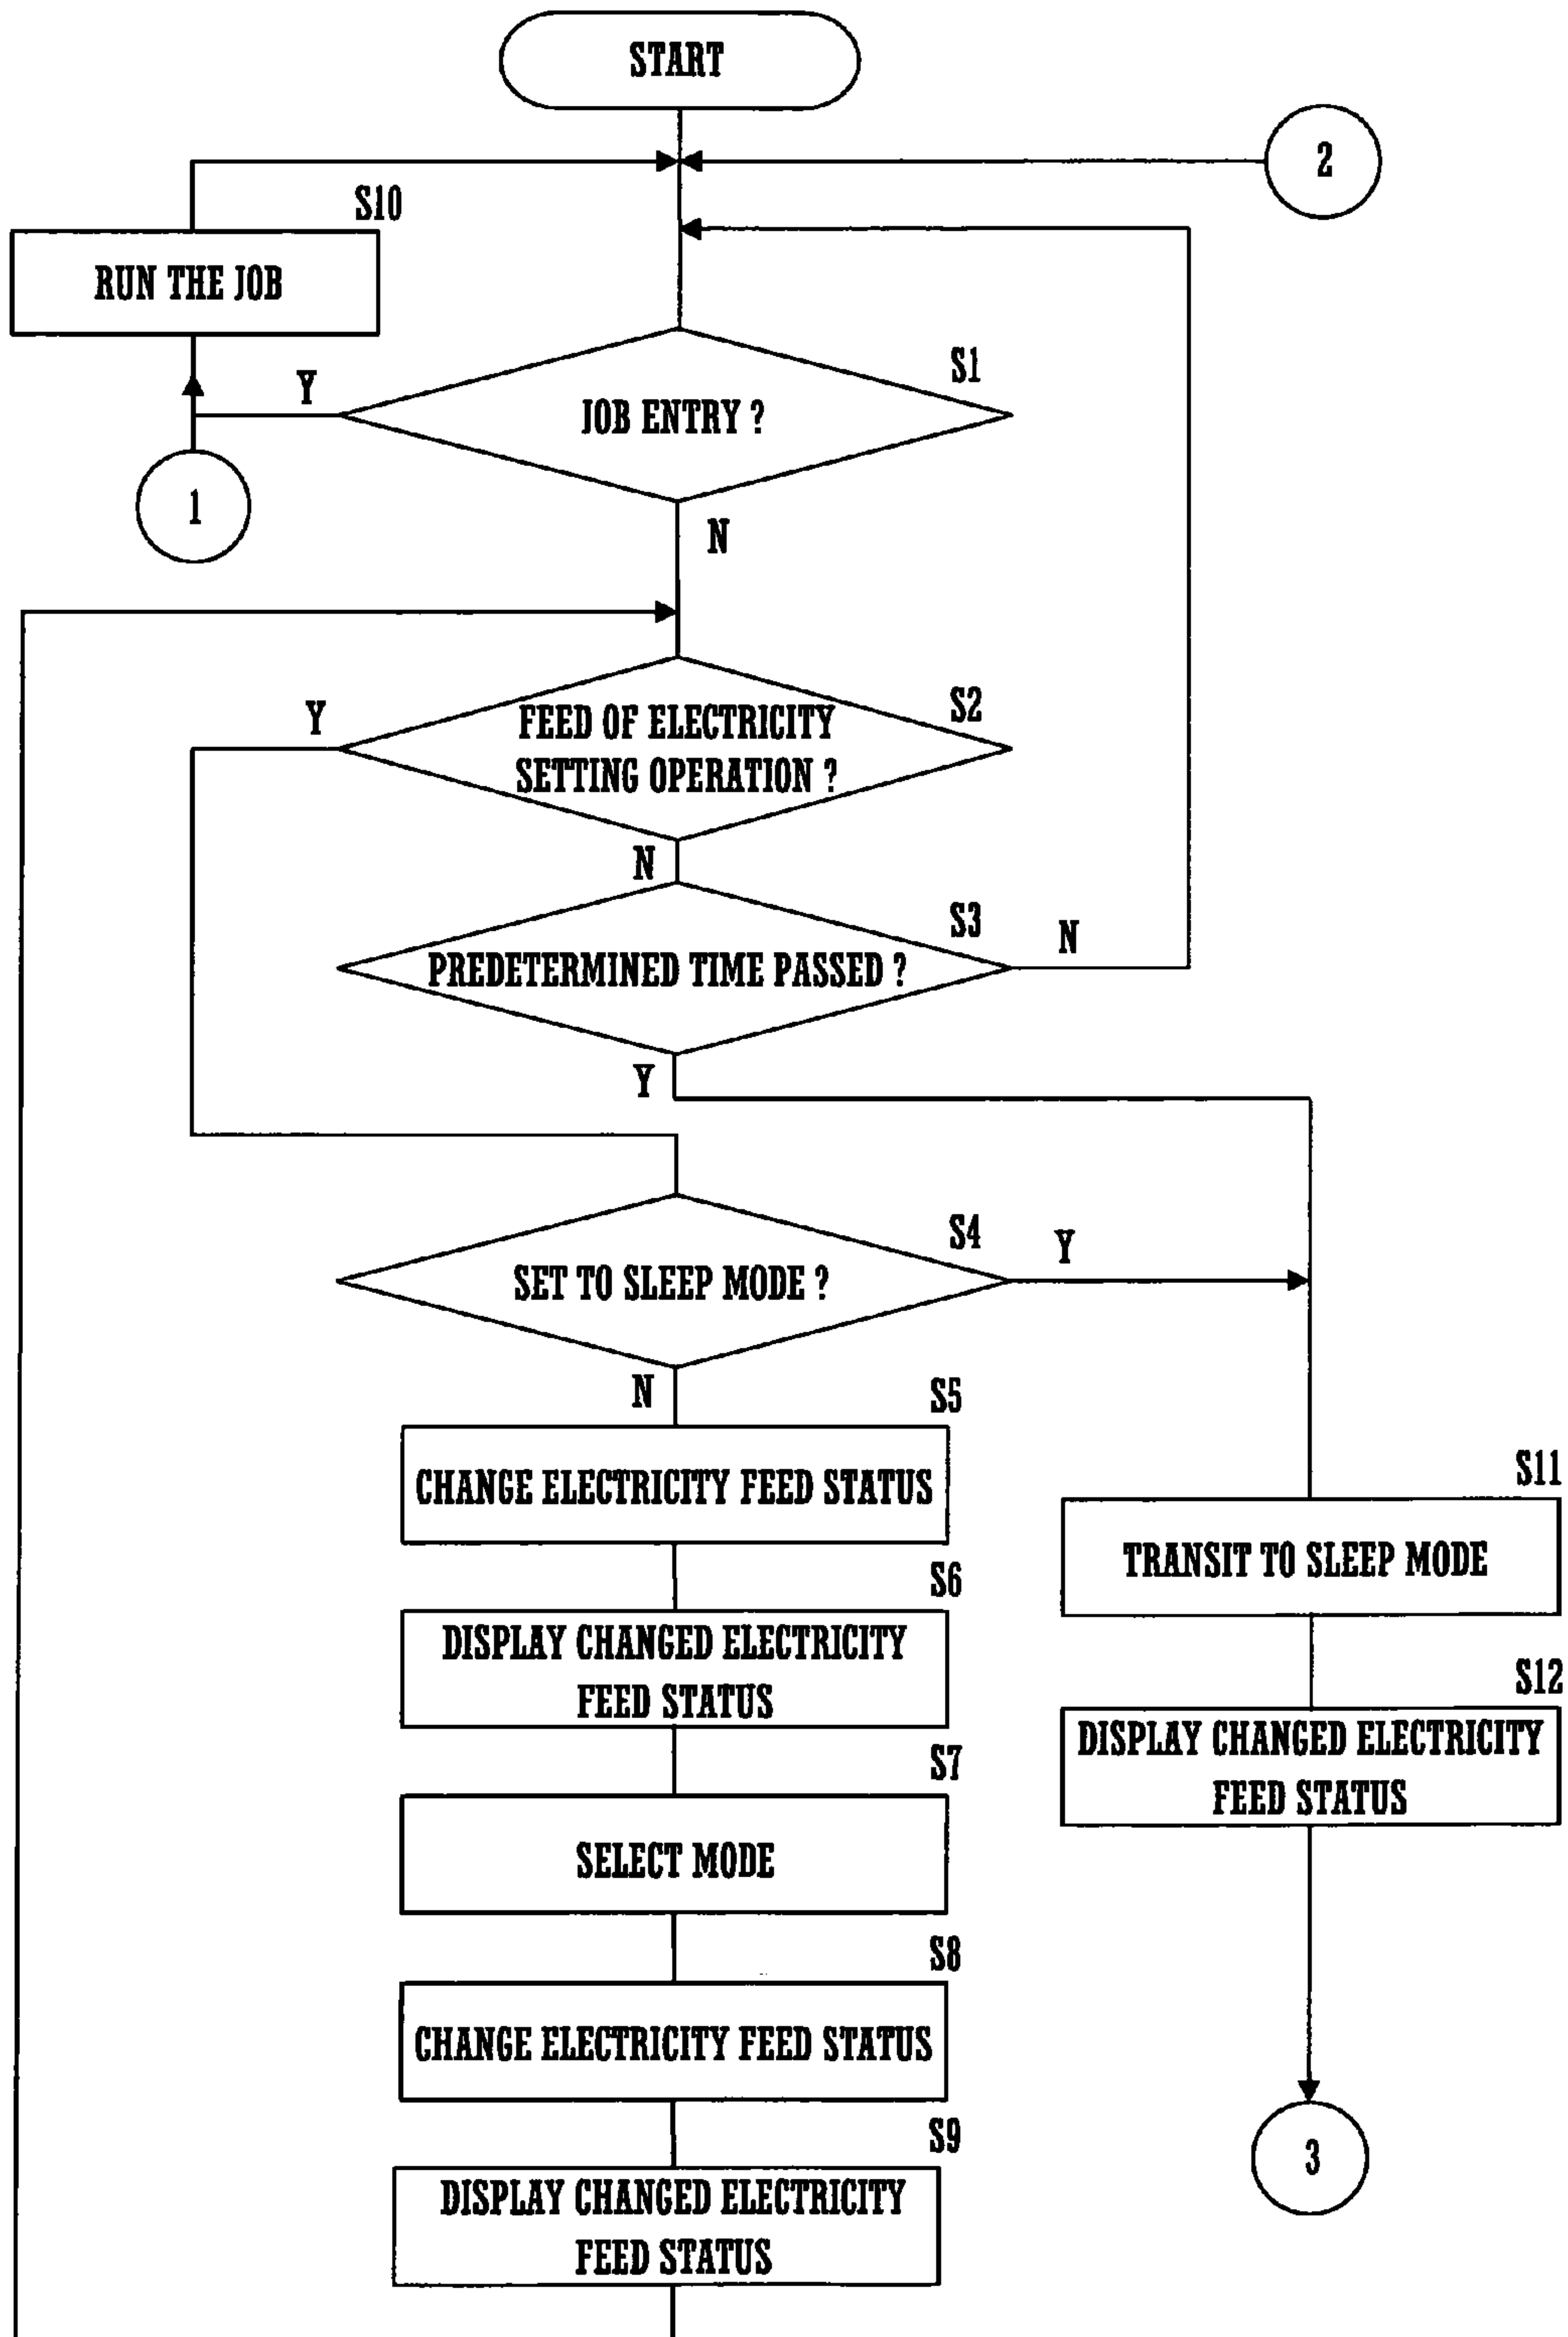 START
2
S10
RUN THE JOB
S1
Y
JOB ENTRY ?
1
N
S2
Y
FEED OF ELECTRICITY
SETTING OPERATION ?
N
S3
N
PREDETERMINED TIME PASSED ?
Y
S4
Y
SET TO SLEEP MODE ?
N
S5
CHANGE ELECTRICITY FEED STATUS
S11
TRANSIT TO SLEEP MODE
S6
DISPLAY CHANGED ELECTRICITY
FEED STATUS
S12
DISPLAY CHANGED ELECTRICITY
FEED STATUS
S7
SELECT MODE
S8
CHANGE ELECTRICITY FEED STATUS
S9
DISPLAY CHANGED ELECTRICITY
FEED STATUS
3